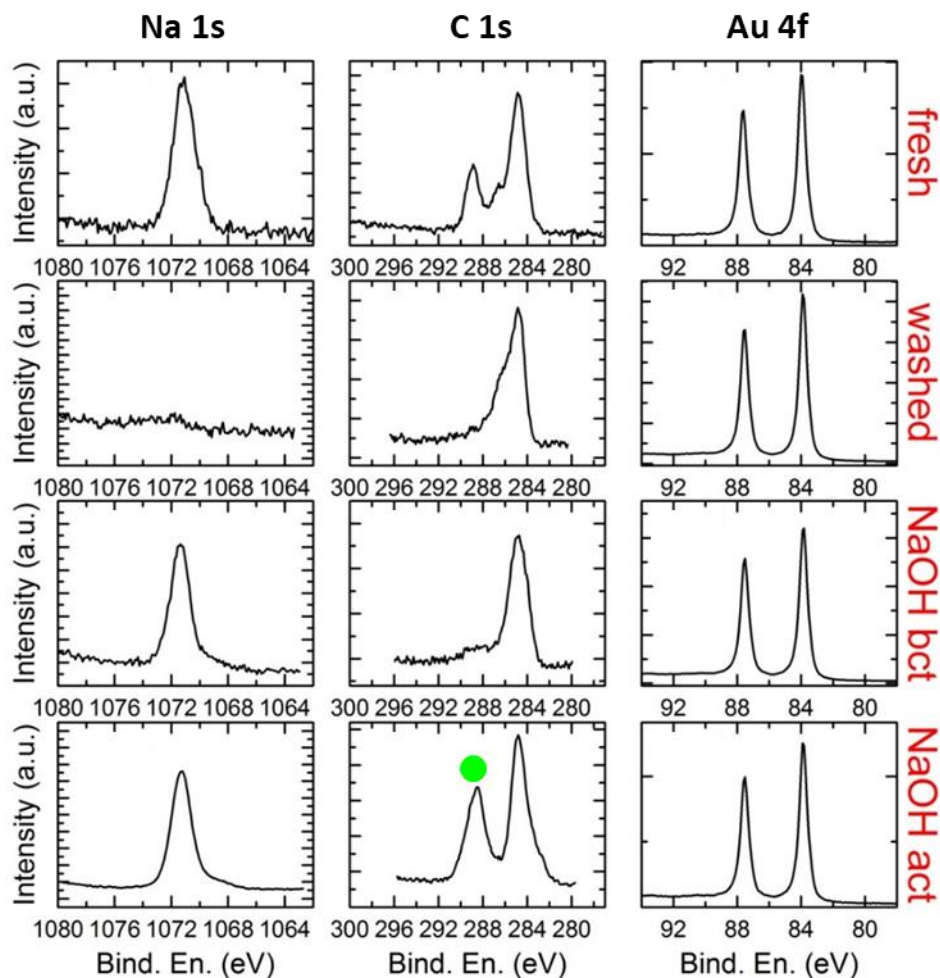 Na 1s C 1s Au 4f
Intensity (a.u.)
fresh
1080 1076 1072 1068 1064 300 296 292 288 284 280 92 88 84 80
Intensity (a.u.)
washed
1080 1076 1072 1068 1064 300 296 292 288 284 280 92 88 84 80
Intensity (a.u.)
NaOH bct
1080 1076 1072 1068 1064 300 296 292 288 284 280 92 88 84 80
Intensity (a.u.)
NaOH act
1080 1076 1072 1068 1064 300 296 292 288 284 280 92 88 84 80
Bind. En. (eV) Bind. En. (eV) Bind. En. (eV)